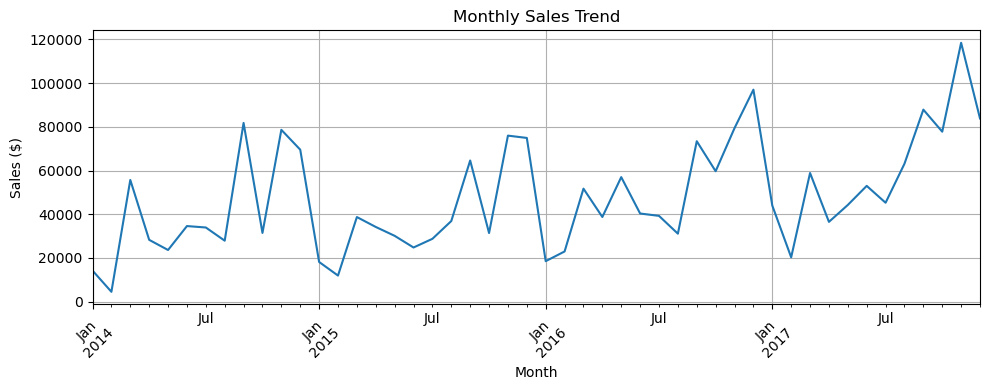 Monthly Sales Trend
120000
100000
80000
60000
40000
20000
0
Sales ($)
Jan
2014
Jul
Jan
2015
Jul
Jan
2016
Jul
Jan
2017
Jul
Month